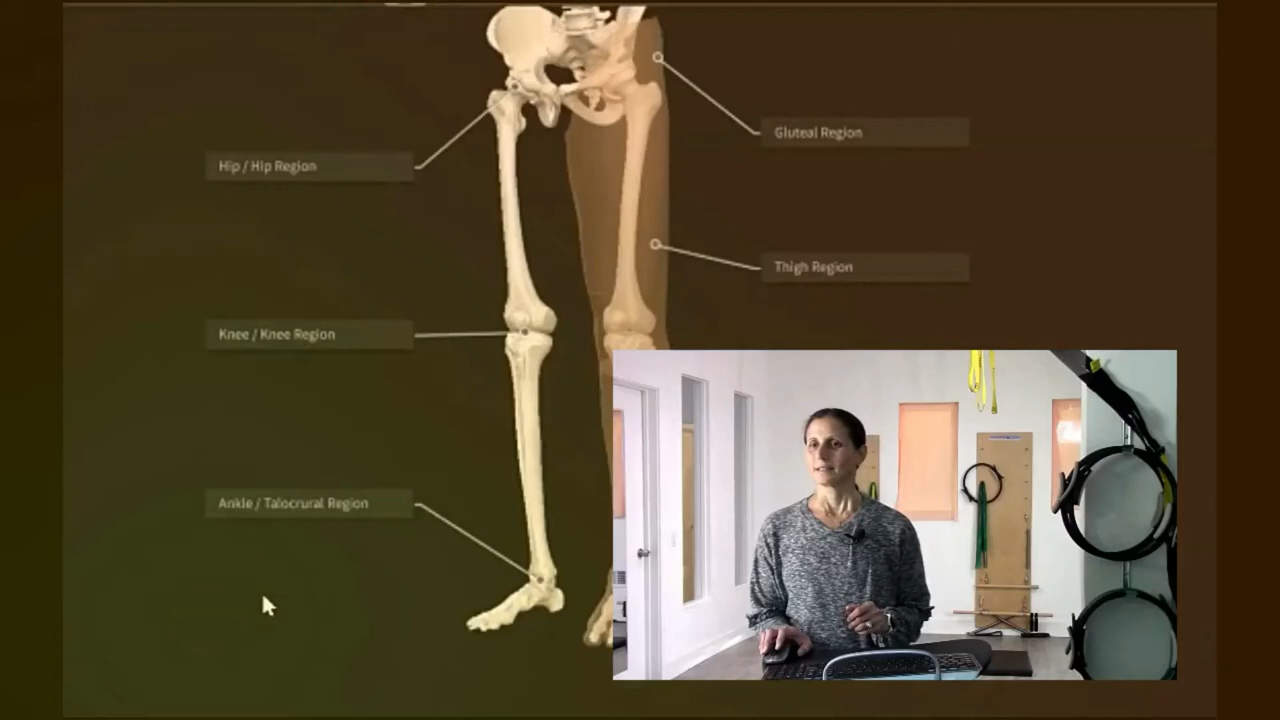 Gluteal Region
Hip / Hip Region
Thigh Region
Knee / Knee Region
Ankle / Talocrural Region